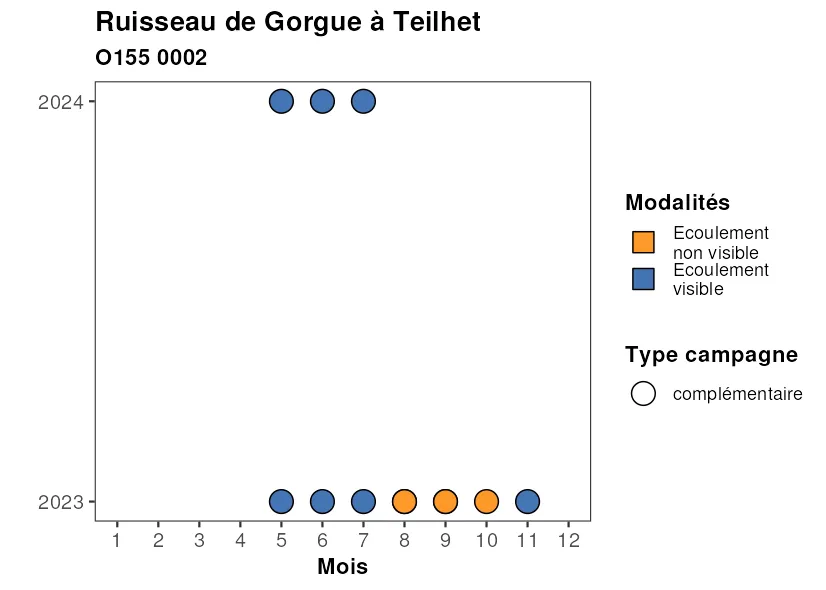 Ruisseau de Gorgue à Teilhet
O155 0002
2024
2023
1 2 3 4 5 6 7 8 9 10 11 12
Mois
Modalités
Ecoulement
non visible
Ecoulement
visible
Type campagne
complémentaire